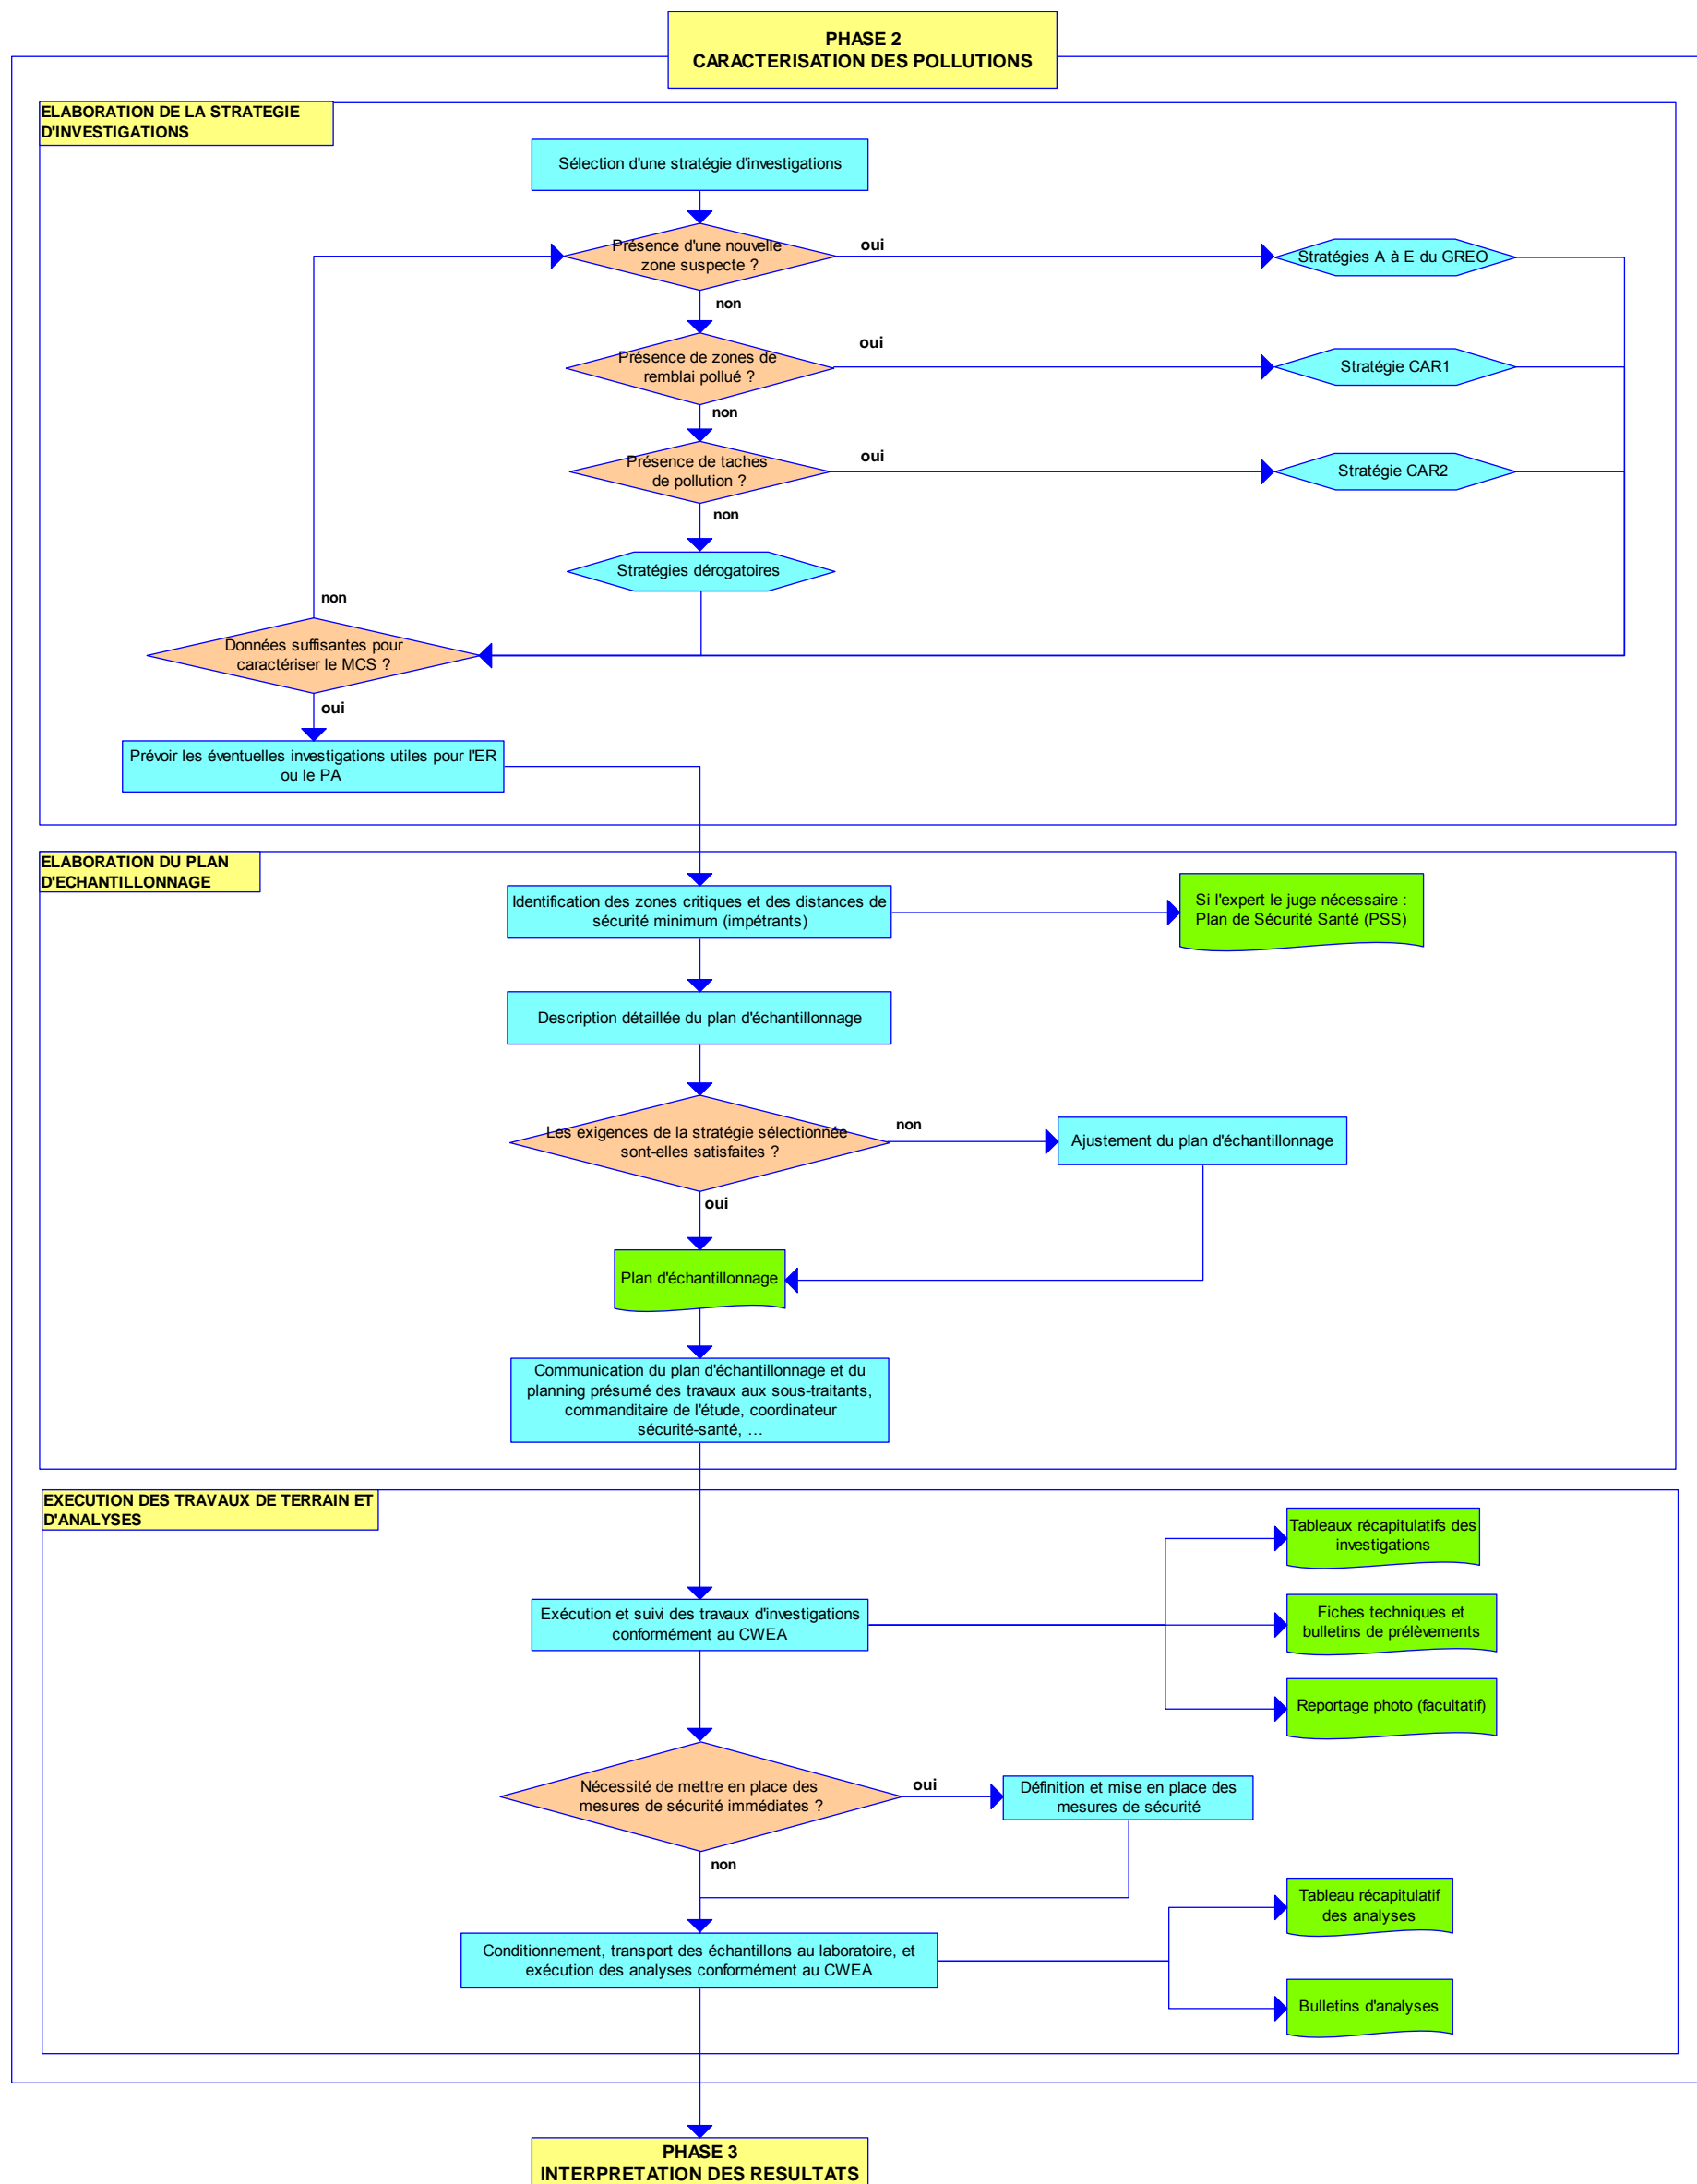 PHASE 2
CARACTERISATION DES POLLUTIONS
ELABORATION DE LA STRATEGIE
D'INVESTIGATIONS
Sélection d'une stratégie d'investigations
Présence d'une nouvelle
zone suspecte ?
oui
Stratégies A à E du GREO
non
Présence de zones de
remblai pollué ?
oui
Stratégie CAR1
non
Présence de taches
de pollution ?
oui
Stratégie CAR2
non
Stratégies dérogatoires
non
Données suffisantes pour
caractériser le MCS ?
oui
Prévoir les éventuelles investigations utiles pour l'ER
ou le PA
ELABORATION DU PLAN
D'ECHANTILLONNAGE
Identification des zones critiques et des distances de
sécurité minimum (impétrants)
Si l'expert le juge nécessaire :
Plan de Sécurité Santé (PSS)
Description détaillée du plan d'échantillonnage
Les exigences de la stratégie sélectionnée
sont-elles satisfaites ?
non
Ajustement du plan d'échantillonnage
oui
Plan d'échantillonnage
Communication du plan d'échantillonnage et du
planning présumé des travaux aux sous-traitants,
commanditaire de l'étude, coordinateur
sécurité-santé, …
EXECUTION DES TRAVAUX DE TERRAIN ET
D'ANALYSES
Tableaux récapitulatifs des
investigations
Exécution et suivi des travaux d'investigations
conformément au CWEA
Fiches techniques et
bulletins de prélèvements
Reportage photo (facultatif)
Nécessité de mettre en place des
mesures de sécurité immédiates ?
oui
Définition et mise en place des
mesures de sécurité
non
Tableau récapitulatif
des analyses
Conditionnement, transport des échantillons au laboratoire, et
exécution des analyses conformément au CWEA
Bulletins d'analyses
PHASE 3
INTERPRETATION DES RESULTATS